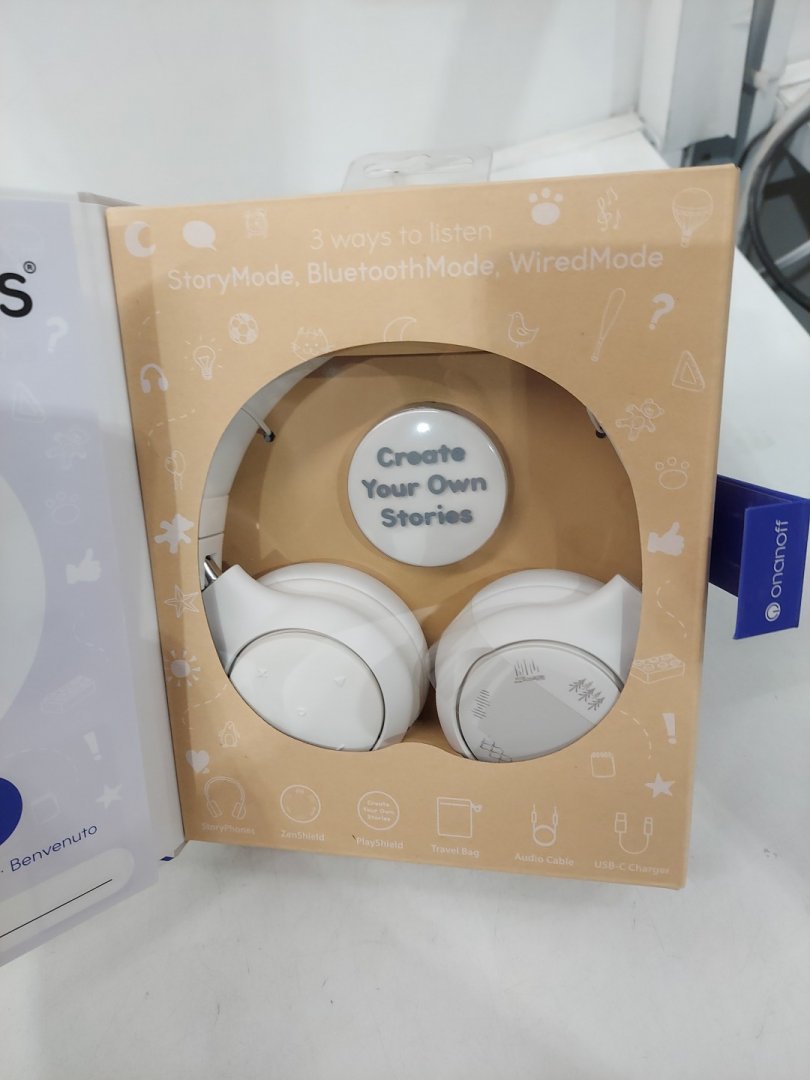 S®
. Benvenuto
3 ways to listen
StoryMode, BluetoothMode, WiredMode
Create
Your Own
Stories
onanoff
StoryPhones
ZenShield
Create
Your Own
Stories
PlayShield
Travel Bag
Audio Cable
USB-C Charger